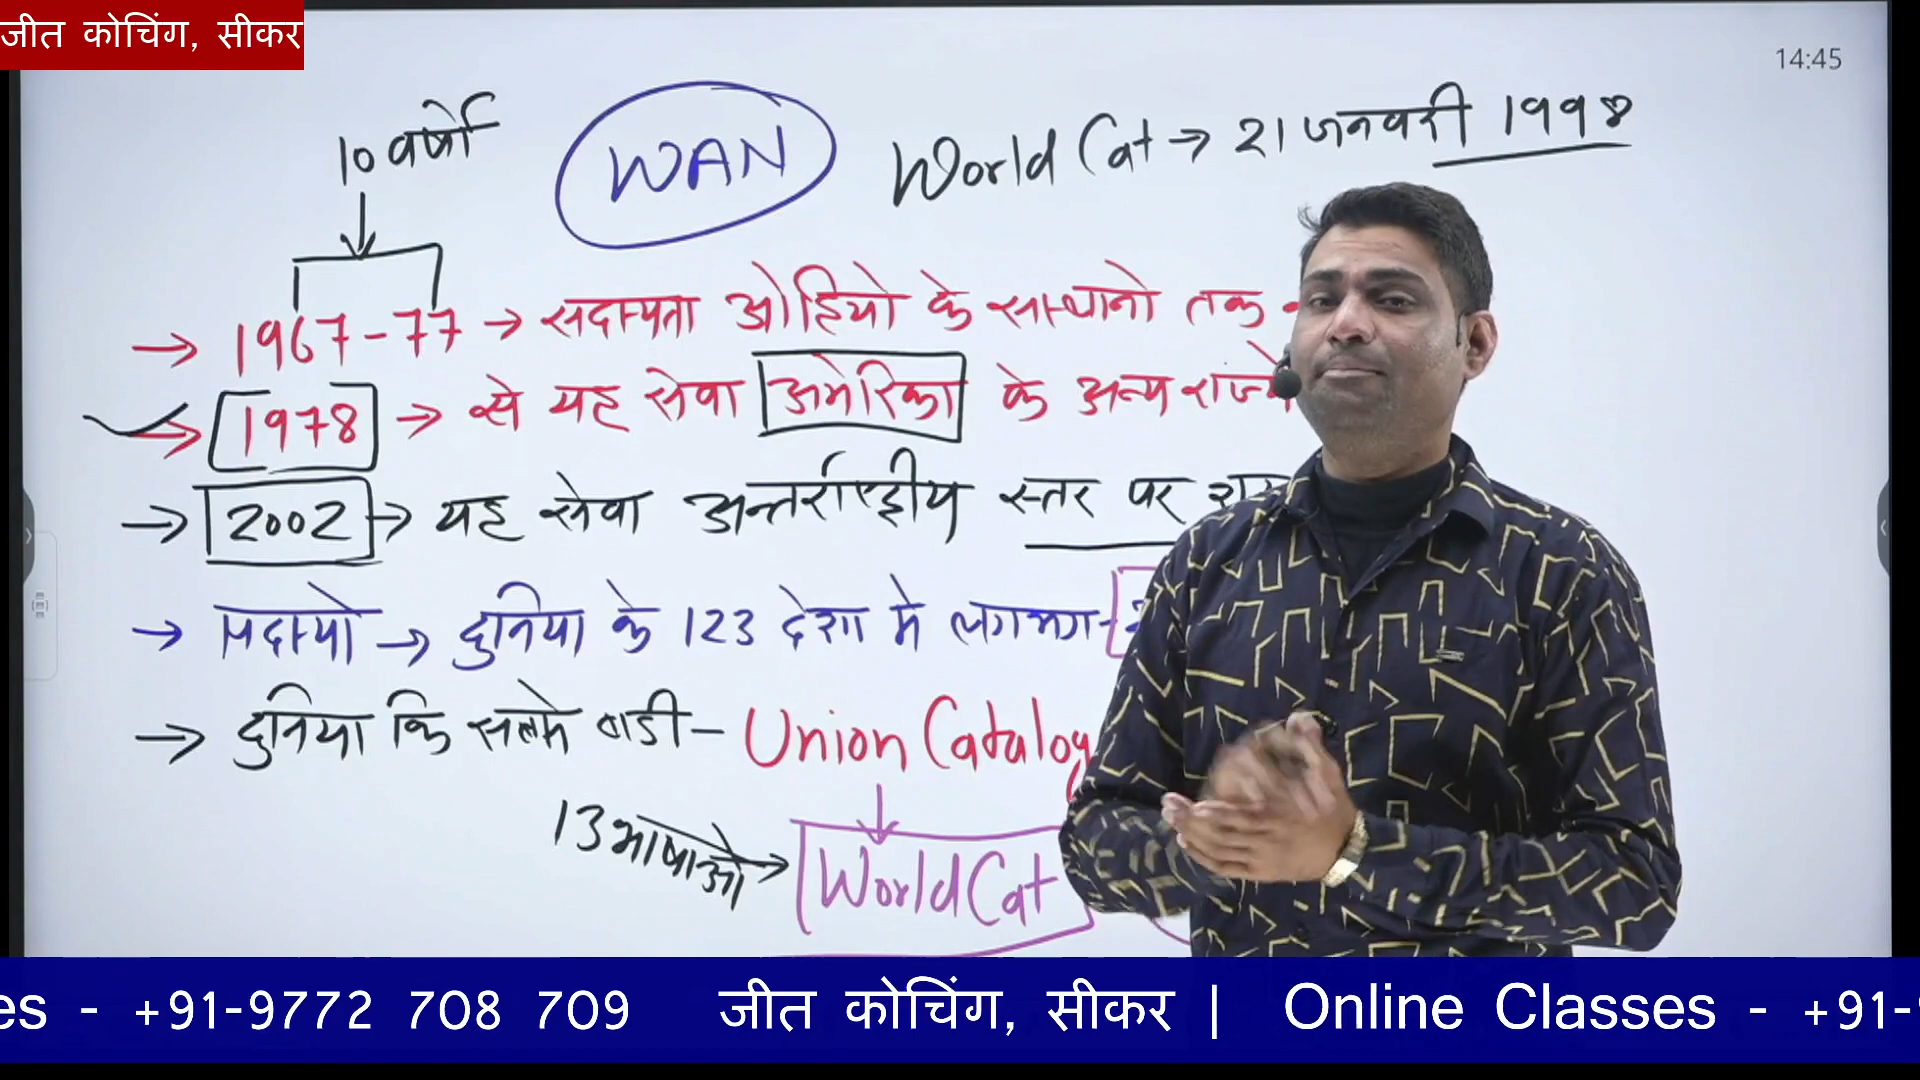 जीत कोचिंग, सीकर
14:45
10 वर्षो
WAN
World Cat → 21 जनवरी 1998
→ 1967-77 → सदस्यता ओहियो के संस्थानो तक
→ 1978 → से यह सेवा अमेरिका के अन्य राज्यो
→ 2002 → यह सेवा अन्तर्राष्ट्रीय स्तर पर
→ सदस्यो → दुनिया के 123 देशा मे लगभग-
→ दुनिया कि सबसे बडी- Union Catalog
13 भाषाओ → World Cat
es - +91-9772 708 709 जीत कोचिंग, सीकर | Online Classes - +91-